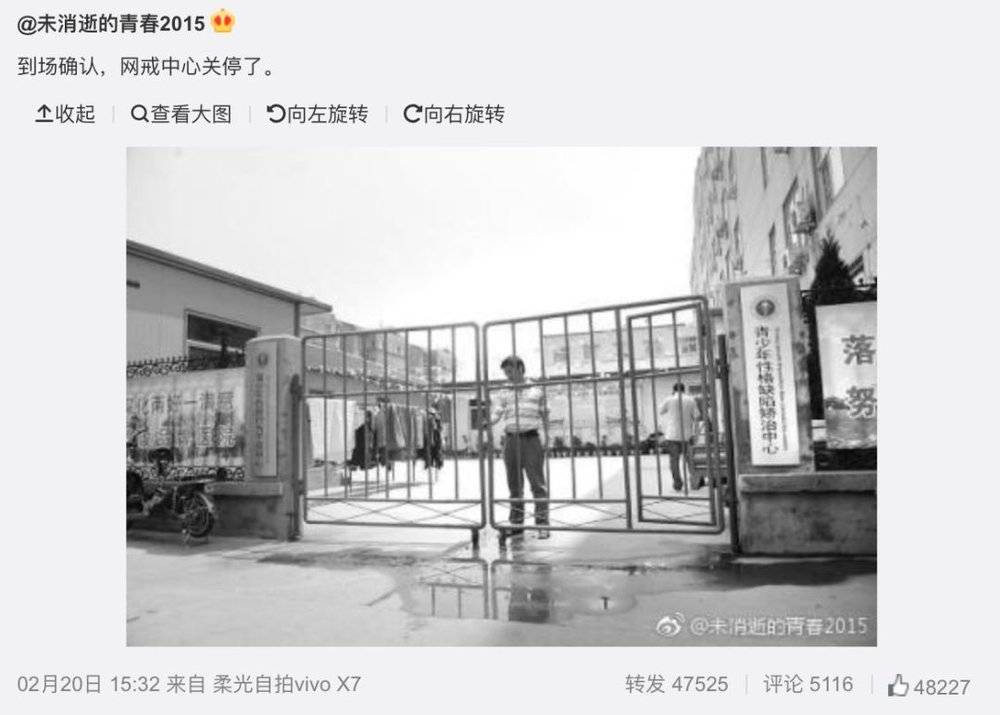 @未消逝的青春2015
到场确认，网戒中心关停了。
收起 查看大图 向左旋转 向右旋转
青少年性格缺陷矫治中心
落
努
@未消逝的青春2015
02月20日 15:32 来自 柔光自拍vivo X7
转发 47525 评论 5116 48227